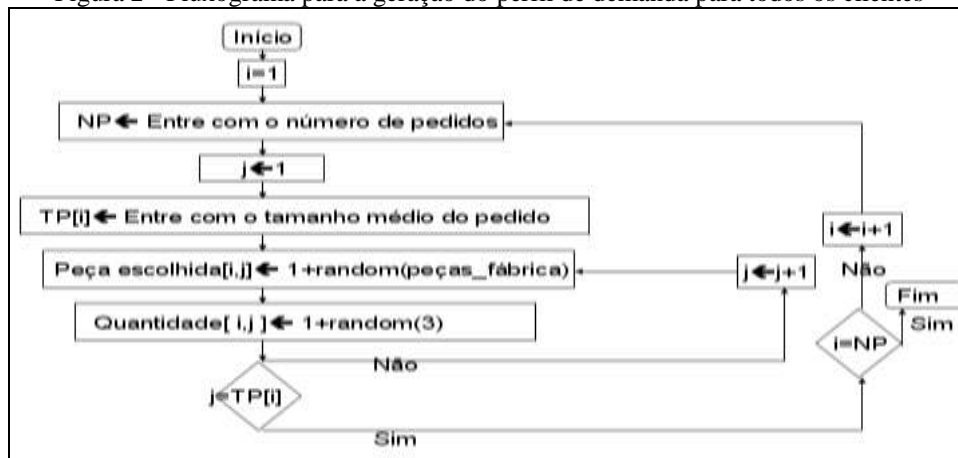 Início
i=1
NP🡨 Entre com o número de pedidos
j🡨1
TP[i]🡨 Entre com o tamanho médio do pedido
i🡨i+1
Peça escolhida[i,j]🡨 1+random(peças_fábrica)
j🡨j+1
Não
Fim
Quantidade[ i,j ]🡨 1+random(3)
Sim
i=NP
Não
j=TP[i]
Sim